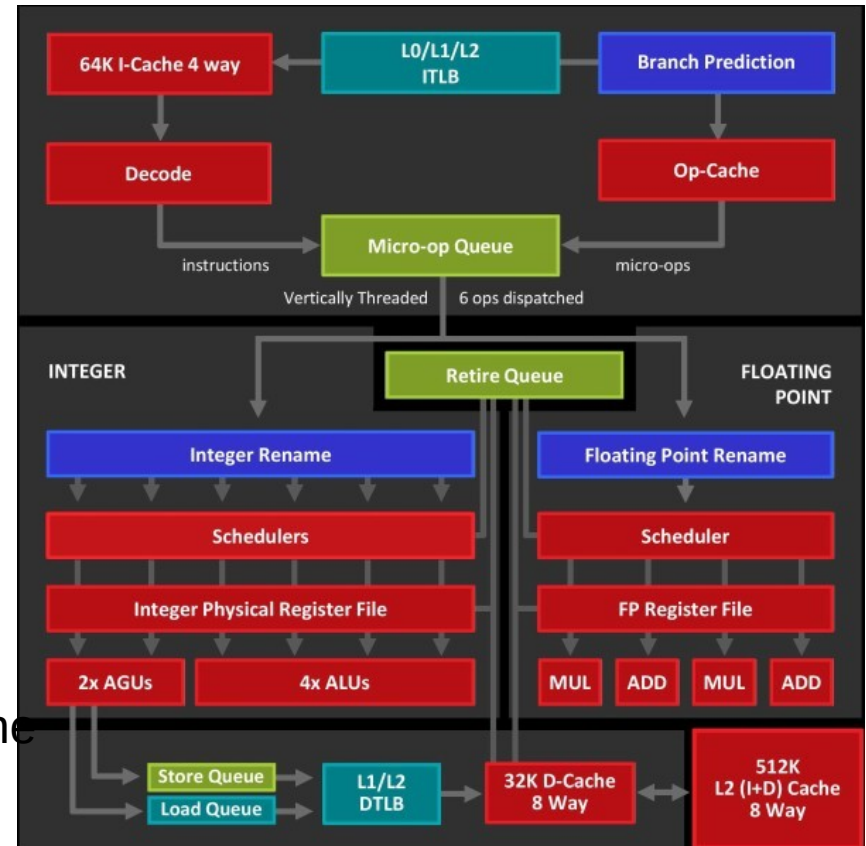 64K I-Cache 4 way
L0/L1/L2
ITLB
Branch Prediction
Decode
Op-Cache
Micro-op Queue
instructions
micro-ops
Vertically Threaded
6 ops dispatched
INTEGER
Retire Queue
FLOATING
POINT
Integer Rename
Floating Point Rename
Schedulers
Scheduler
Integer Physical Register File
FP Register File
2x AGUs
4x ALUs
MUL
ADD
MUL
ADD
Store Queue
Load Queue
L1/L2
DTLB
32K D-Cache
8 Way
512K
L2 (I+D) Cache
8 Way